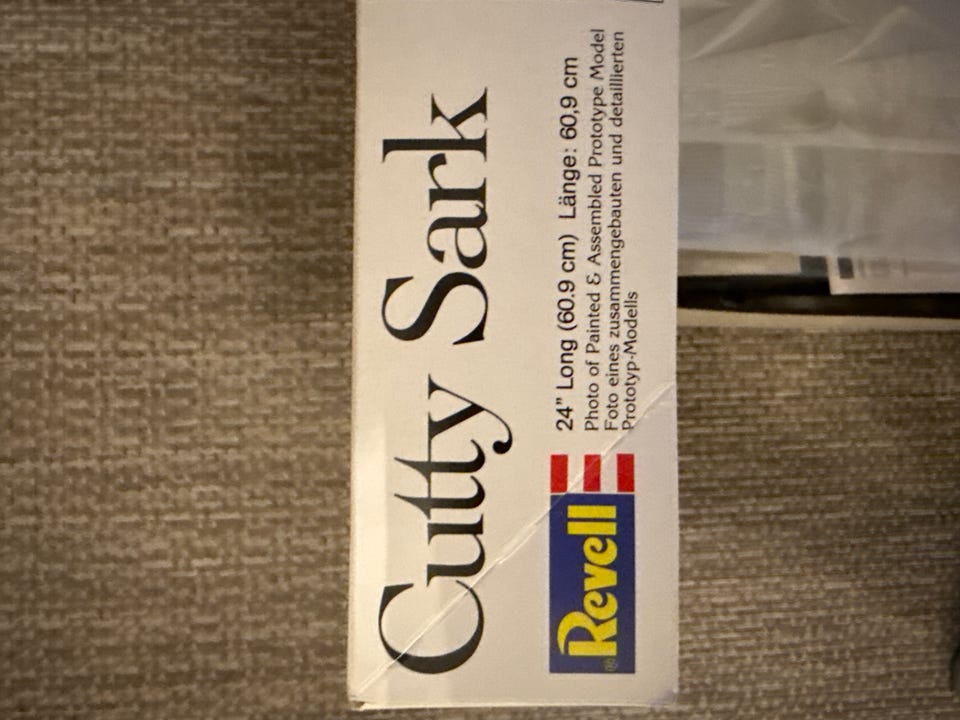 Cutty Sark
24” Long (60.9 cm) Länge: 60,9 cm
Photo of Painted & Assembled Prototype Model
Foto eines zusammengebauten und detaillierten
Prototyp-Modells
® Revell